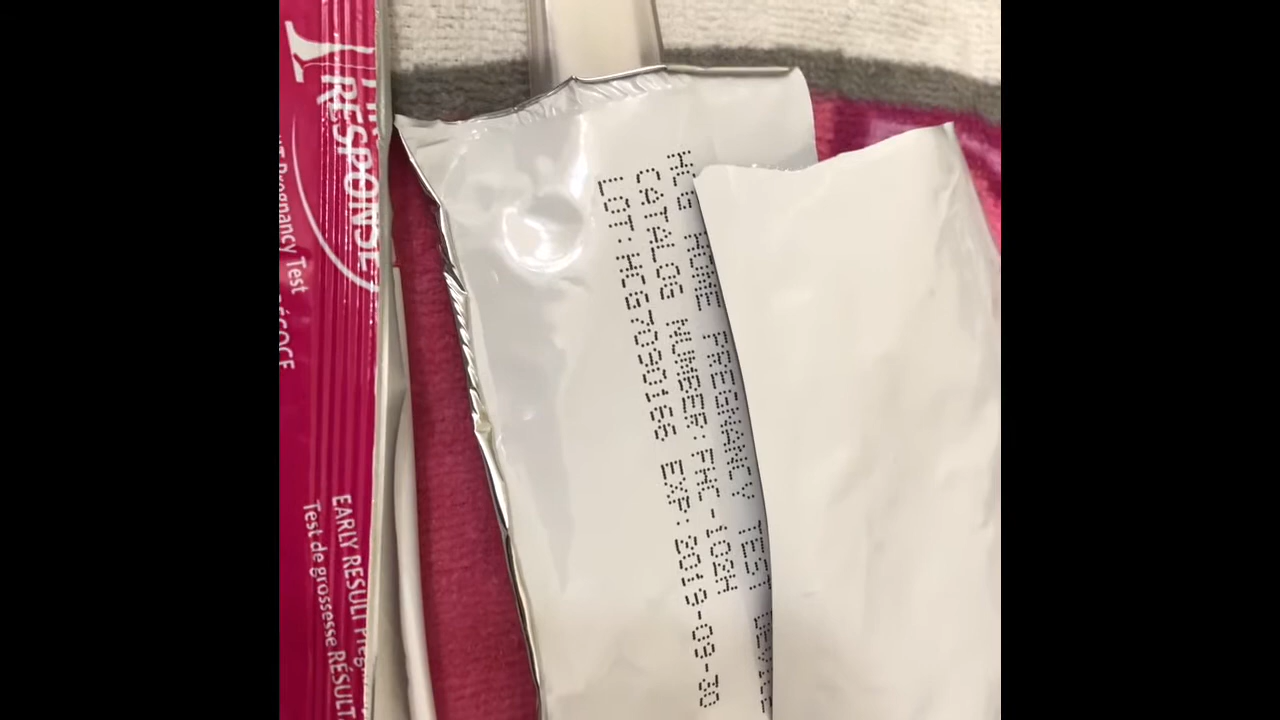 RESPONSE
Pregnancy Test
EARLY RESULT Preg
Test de grossesse RÉSULT
HCG HOME PREGNANCY TEST DEVICE
CATALOG NUMBER:FHC-102H
LOT:HCG7090166 EXP:2019-09-30